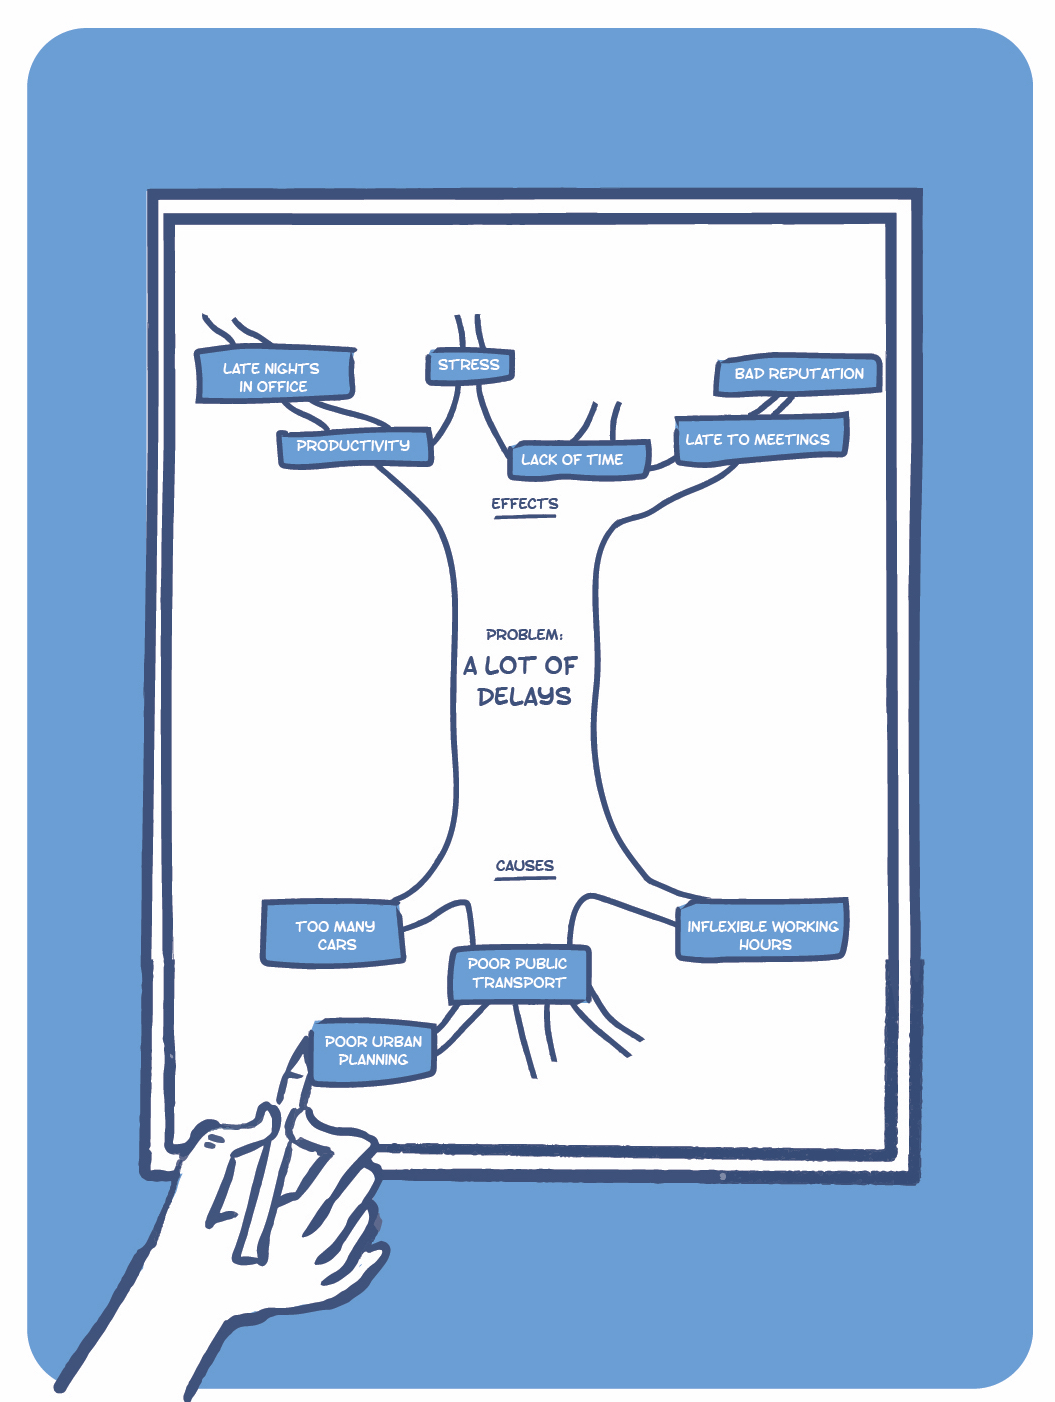 LATE NIGHTS
IN OFFICE
STRESS
BAD REPUTATION
PRODUCTIVITY
LACK OF TIME
LATE TO MEETINGS
EFFECTS
PROBLEM:
A LOT OF
DELAYS
CAUSES
TOO MANY
CARS
INFLEXIBLE WORKING
HOURS
POOR PUBLIC
TRANSPORT
POOR URBAN
PLANNING